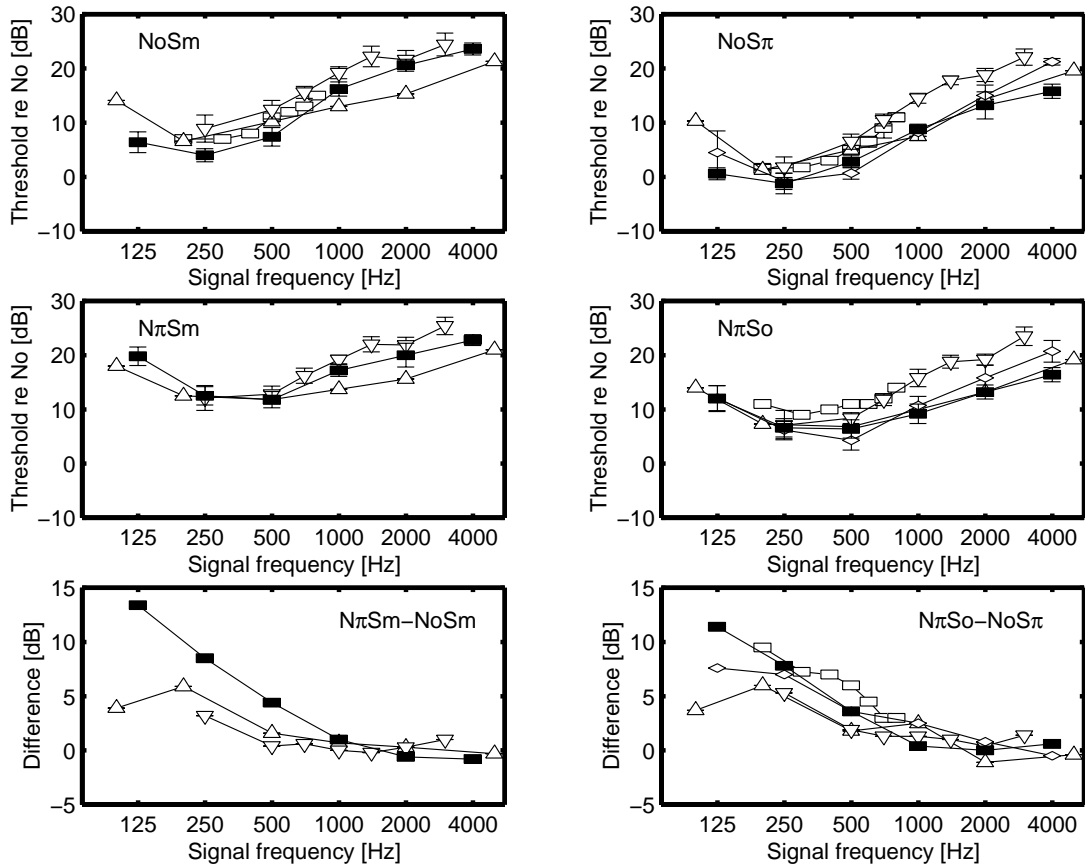 NoSm
Threshold re No [dB]
30
20
10
0
−10
125 250 500 1000 2000 4000
Signal frequency [Hz]
NoSπ
Threshold re No [dB]
30
20
10
0
−10
125 250 500 1000 2000 4000
Signal frequency [Hz]
NπSm
Threshold re No [dB]
30
20
10
0
−10
125 250 500 1000 2000 4000
Signal frequency [Hz]
NπSo
Threshold re No [dB]
30
20
10
0
−10
125 250 500 1000 2000 4000
Signal frequency [Hz]
NπSm−NoSm
Difference [dB]
15
10
5
0
−5
125 250 500 1000 2000 4000
Signal frequency [Hz]
NπSo−NoSπ
Difference [dB]
15
10
5
0
−5
125 250 500 1000 2000 4000
Signal frequency [Hz]